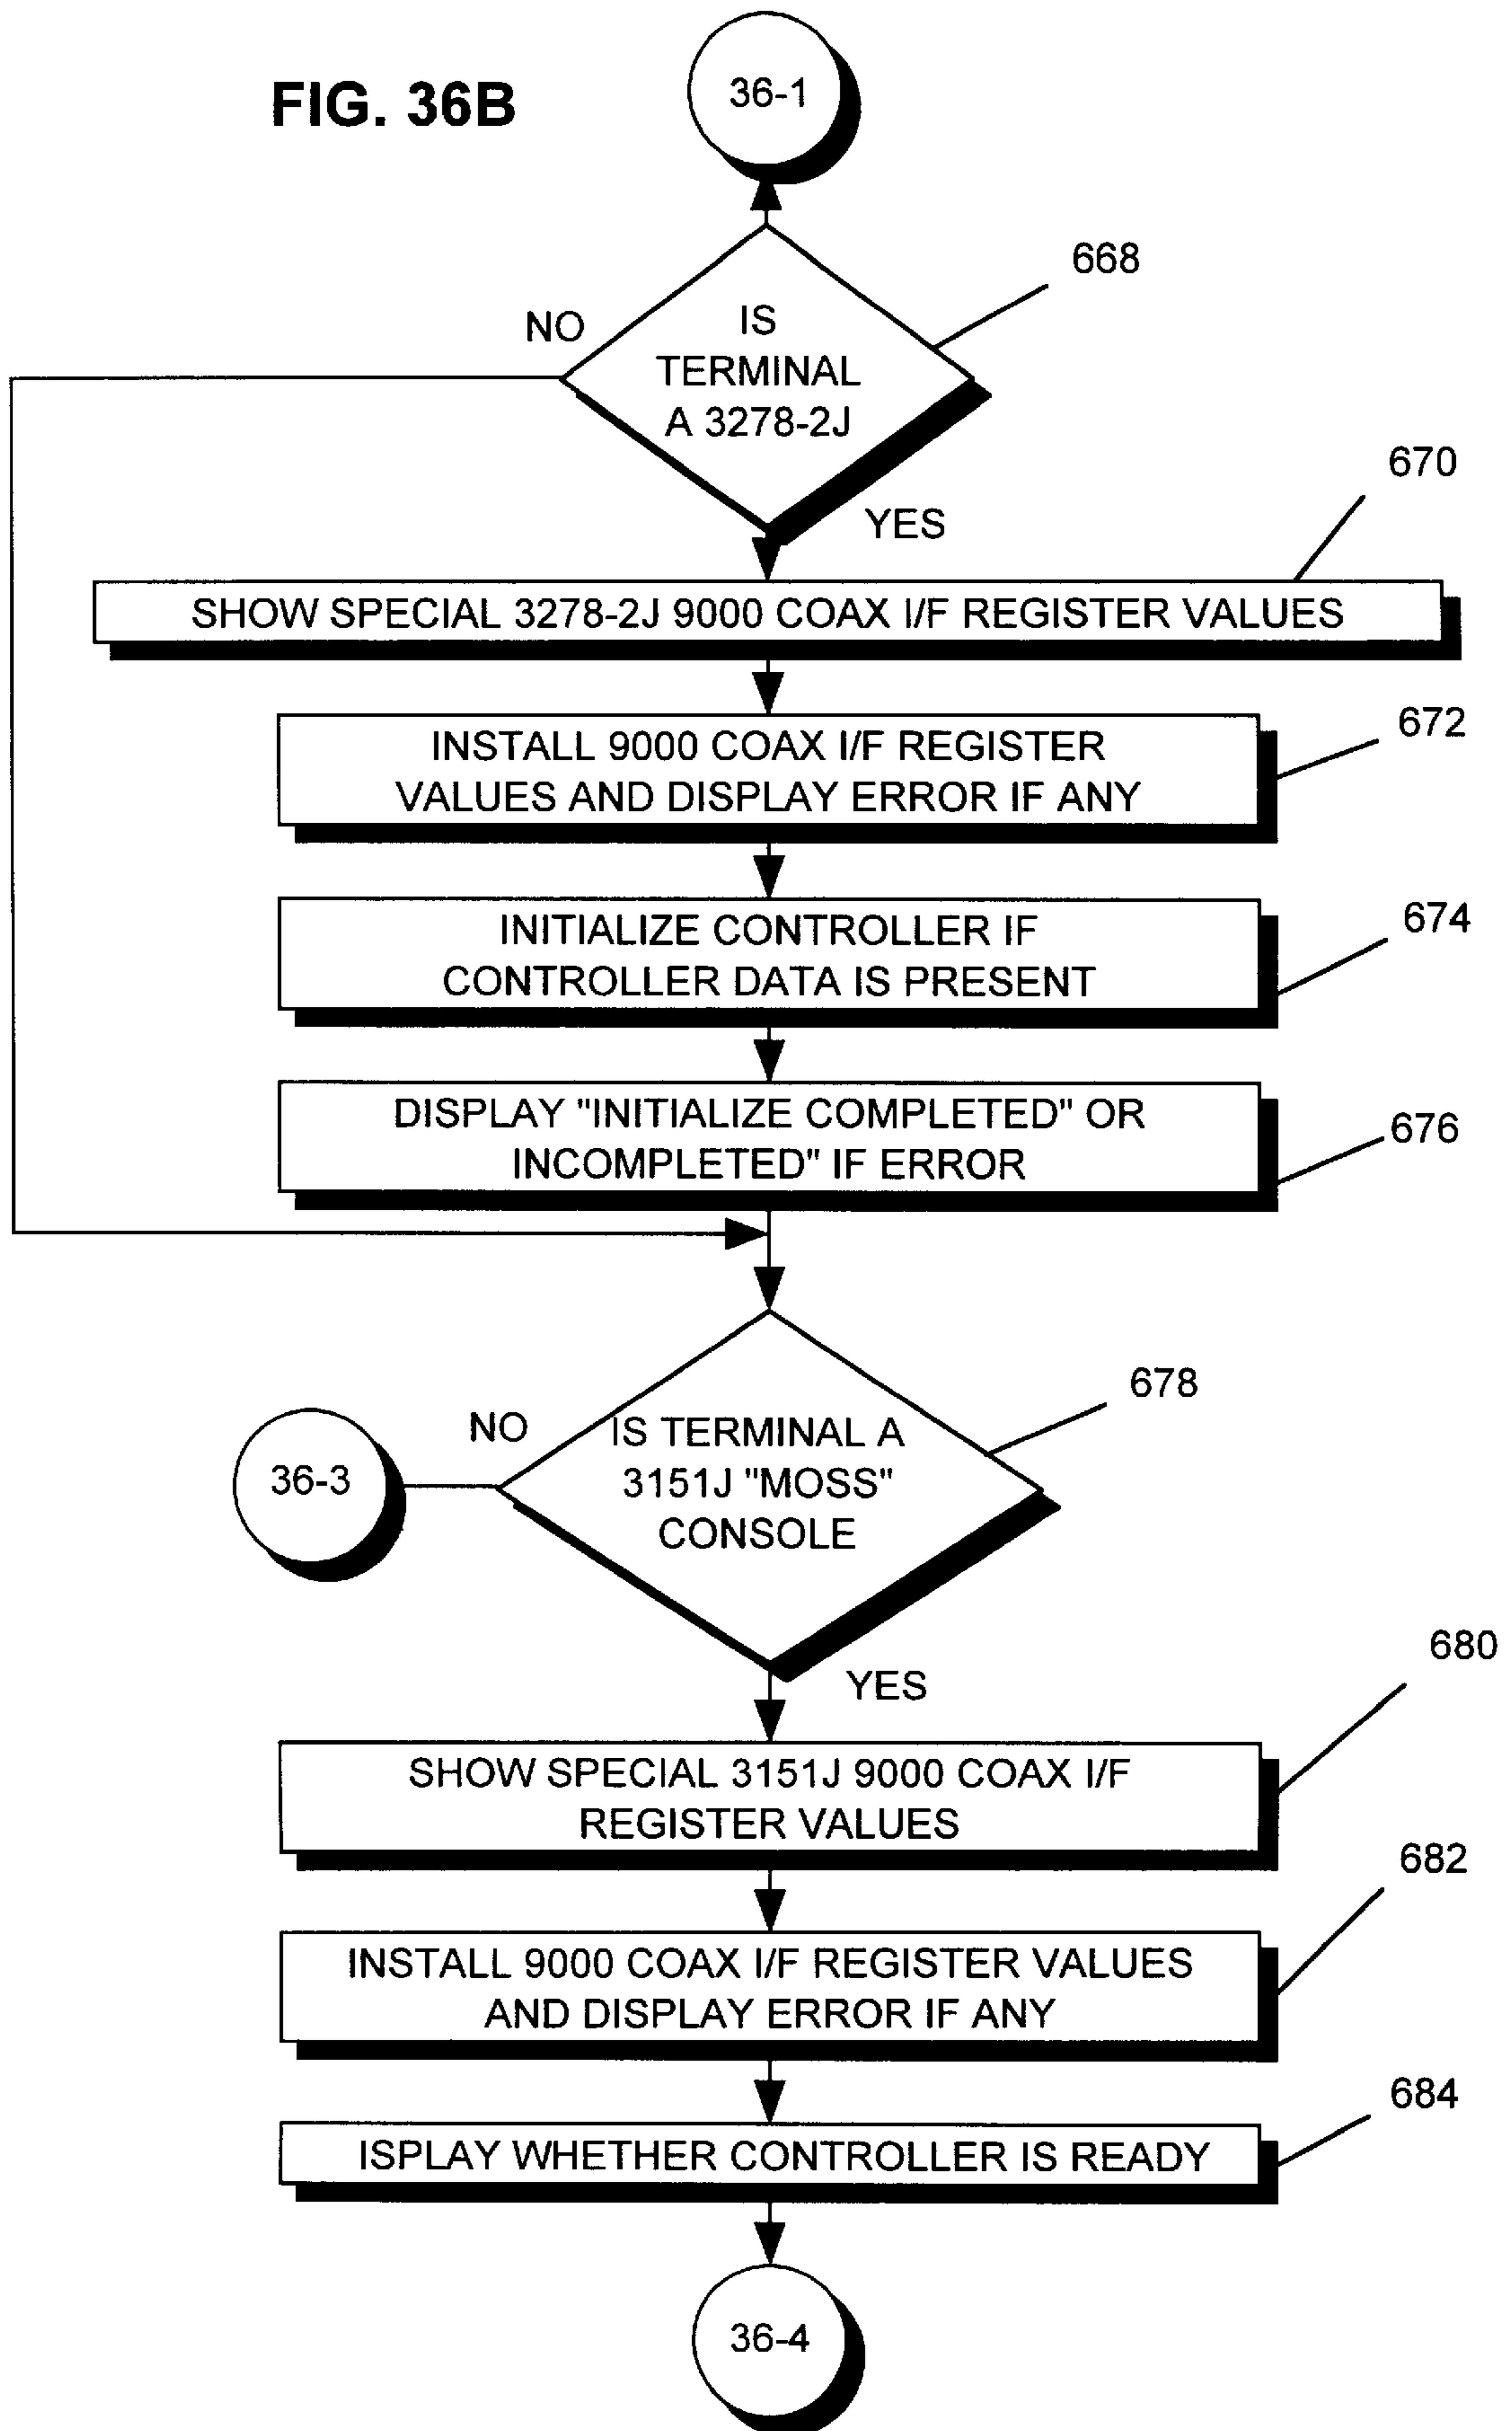 FIG. 36B
36-1
668
NO
IS
TERMINAL
A 3278-2J
YES
670
SHOW SPECIAL 3278-2J 9000 COAX I/F REGISTER VALUES
672
INSTALL 9000 COAX I/F REGISTER
VALUES AND DISPLAY ERROR IF ANY
674
INITIALIZE CONTROLLER IF
CONTROLLER DATA IS PRESENT
676
DISPLAY "INITIALIZE COMPLETED" OR
INCOMPLETED" IF ERROR
678
NO
36-3
IS TERMINAL A
3151J "MOSS"
CONSOLE
YES
680
SHOW SPECIAL 3151J 9000 COAX I/F
REGISTER VALUES
682
INSTALL 9000 COAX I/F REGISTER VALUES
AND DISPLAY ERROR IF ANY
684
ISPLAY WHETHER CONTROLLER IS READY
36-4